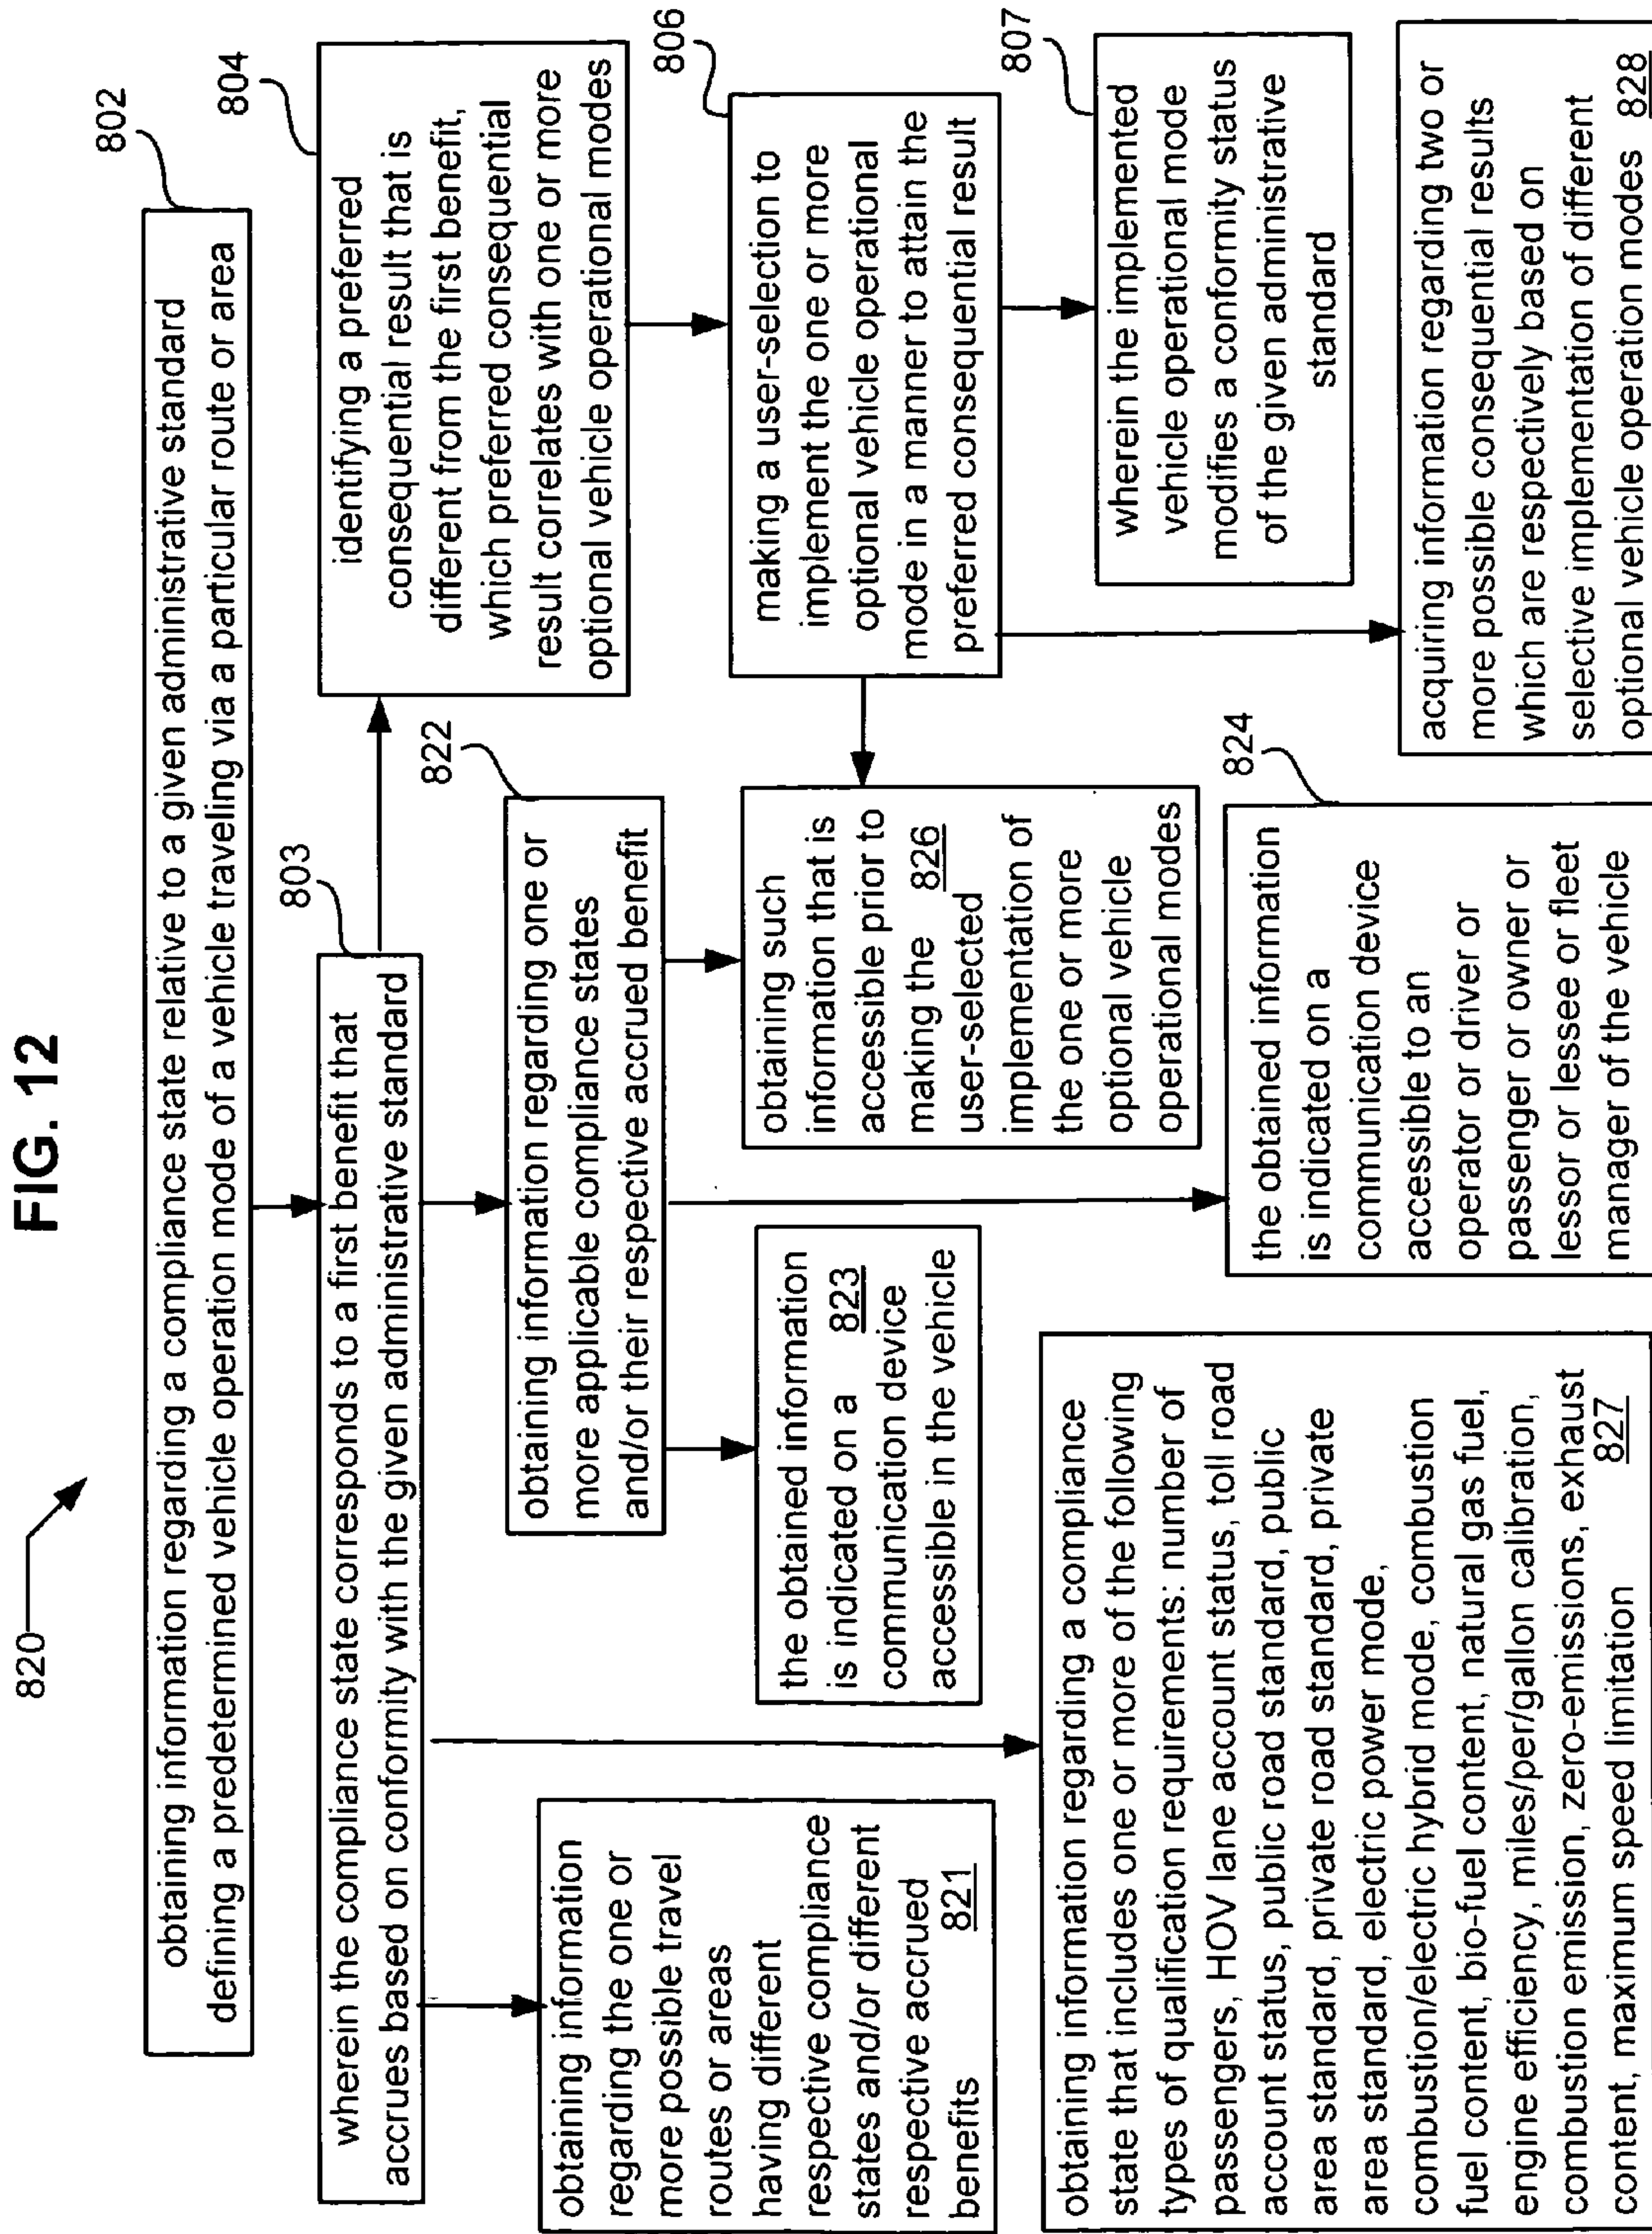 FIG. 12
820
802
obtaining information regarding a compliance state relative to a given administrative standard
defining a predetermined vehicle operation mode of a vehicle traveling via a particular route or area
803
wherein the compliance state corresponds to a first benefit that
accrues based on conformity with the given administrative standard
804
identifying a preferred
consequential result that is
different from the first benefit,
which preferred consequential
result correlates with one or more
optional vehicle operational modes
806
making a user-selection to
implement the one or more
optional vehicle operational
mode in a manner to attain the
preferred consequential result
807
wherein the implemented
vehicle operational mode
modifies a conformity status
of the given administrative
standard
822
obtaining information regarding one or
more applicable compliance states
and/or their respective accrued benefit
obtaining
information
regarding the one or
more possible travel
routes or areas
having different
respective compliance
states and/or different
respective accrued
benefits 821
the obtained information
is indicated on a 823
communication device
accessible in the vehicle
obtaining such
information that is
accessible prior to
making the 826
user-selected
implementation of
the one or more
optional vehicle
operational modes
824
the obtained information
is indicated on a
communication device
accessible to an
operator or driver or
passenger or owner or
lessor or lessee or fleet
manager of the vehicle
obtaining information regarding a compliance
state that includes one or more of the following
types of qualification requirements: number of
passengers, HOV lane account status, toll road
account status, public road standard, public
area standard, private road standard, private
area standard, electric power mode,
combustion/electric hybrid mode, combustion
fuel content, bio-fuel content, natural gas fuel,
engine efficiency, miles/per/gallon calibration,
combustion emission, zero-emissions, exhaust
content, maximum speed limitation 827
acquiring information regarding two or
more possible consequential results
which are respectively based on
selective implementation of different
optional vehicle operation modes 828